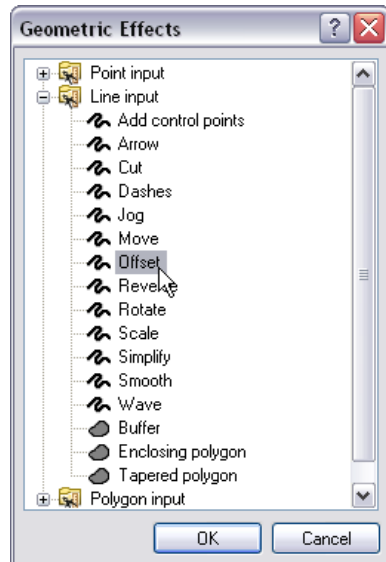 Geometric Effects
Point input
Line input
Add control points
Arrow
Cut
Dashes
Jog
Move
Offset
Reverse
Rotate
Scale
Simplify
Smooth
Wave
Buffer
Enclosing polygon
Tapered polygon
Polygon input
OK Cancel